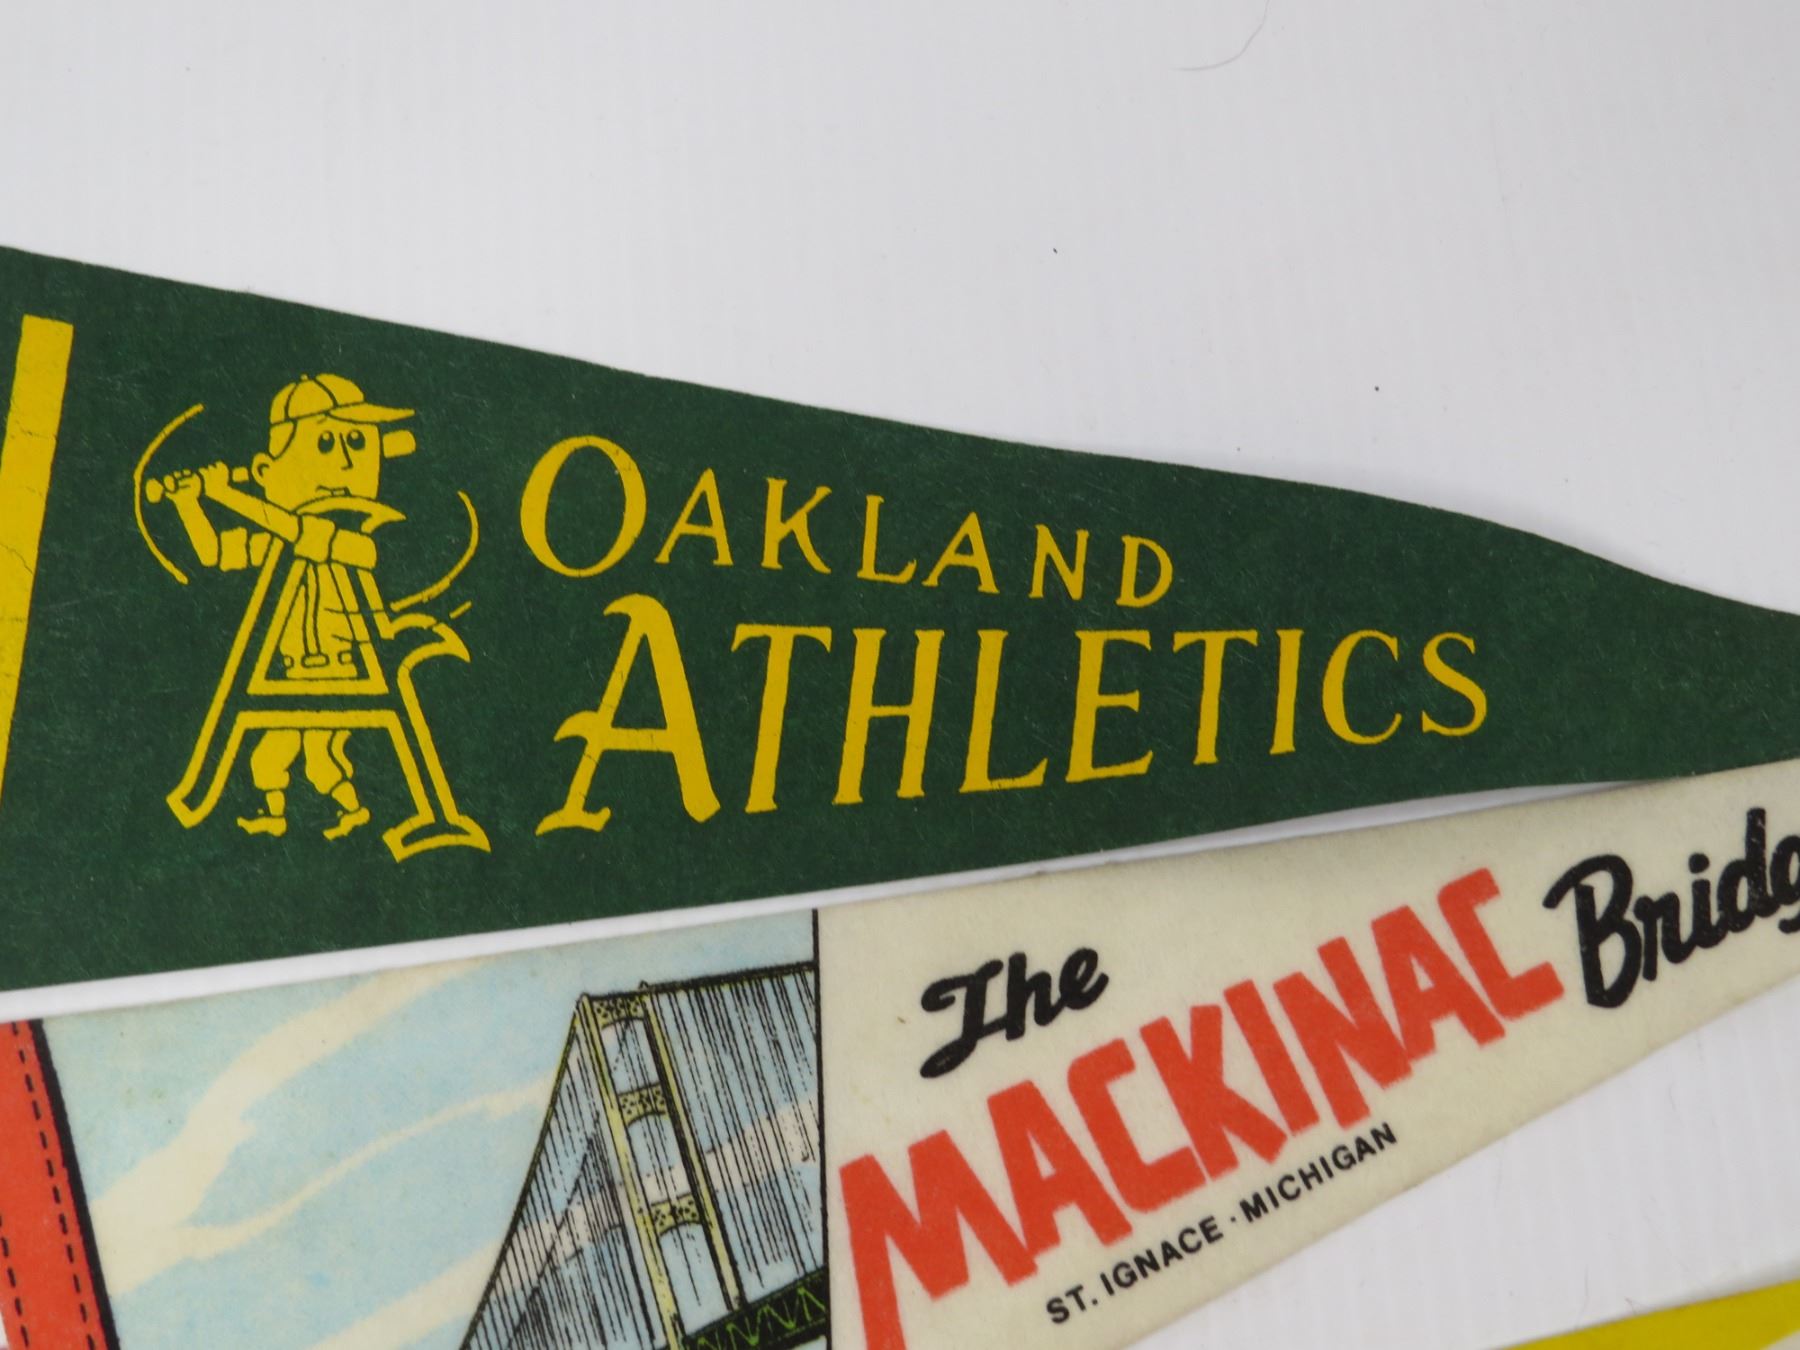 OAKLAND
ATHLETICS
The
MACKINAC
Bridg
ST. IGNACE · MICHIGAN